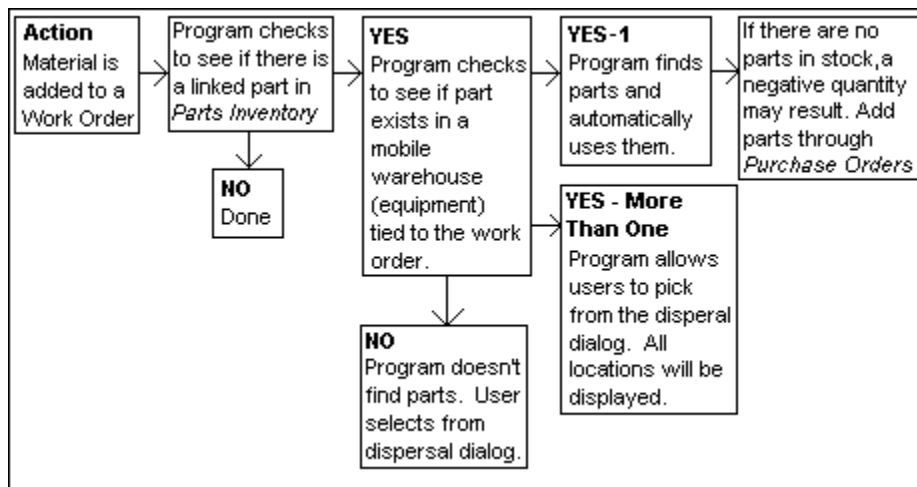 Action
Material is
added to a
Work Order
Program checks
to see if there is
a linked part in
Parts Inventory
NO
Done
YES
Program checks
to see if part
exists in a
mobile
warehouse
(equipment)
tied to the work
order.
NO
Program doesn't
find parts.  User
selects from
dispersal dialog.
YES-1
Program finds
parts and
automatically
uses them.
YES - More
Than One
Program allows
users to pick
from the disperal
dialog.  All
locations will be
displayed.
If there are no
parts in stock,a
negative quantity
may result. Add
parts through
Purchase Orders